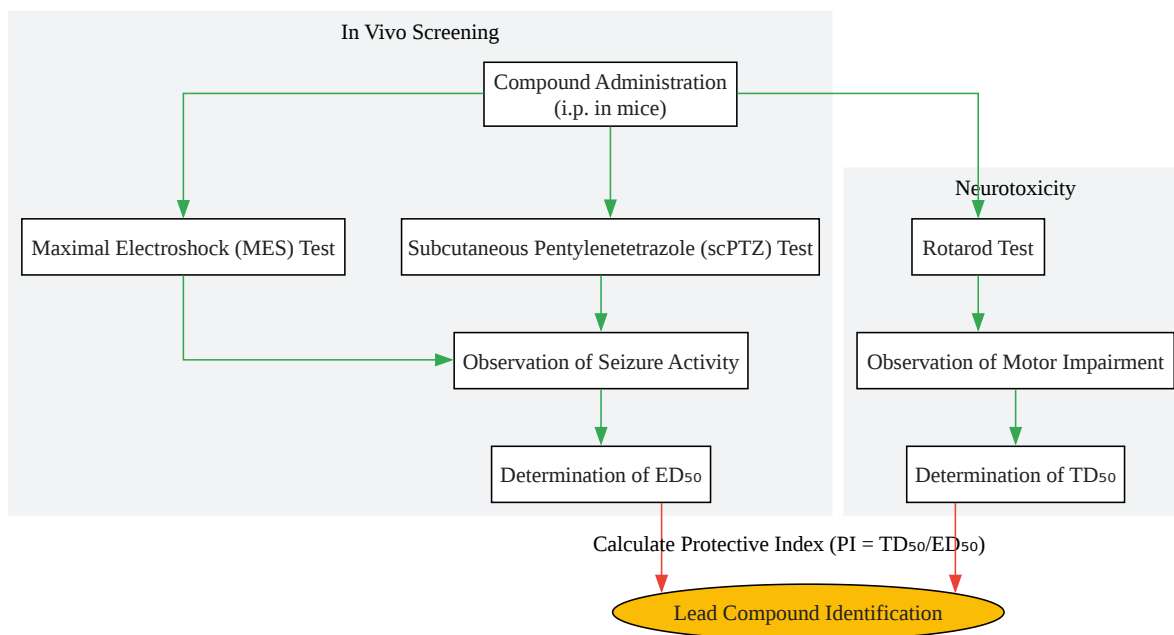 In Vivo Screening
Compound Administration
(i.p. in mice)
Neurotoxicity
Maximal Electroshock (MES) Test
Subcutaneous Pentylenetetrazole (scPTZ) Test
Rotarod Test
Observation of Seizure Activity
Observation of Motor Impairment
Determination of ED₅₀
Determination of TD₅₀
Calculate Protective Index (PI = TD₅₀/ED₅₀)
Lead Compound Identification